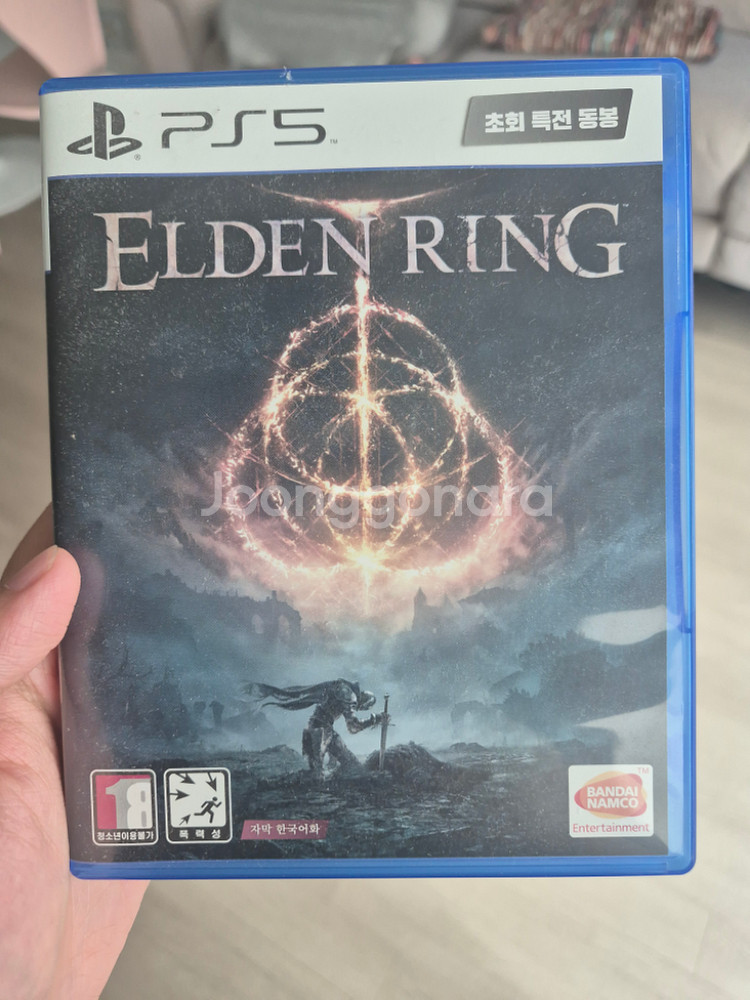 PS5
초회 특전 동봉
ELDEN RING
Joonggonara
18
청소년이용불가
폭력성
자막 한국어화
BANDAI
NAMCO
Entertainment